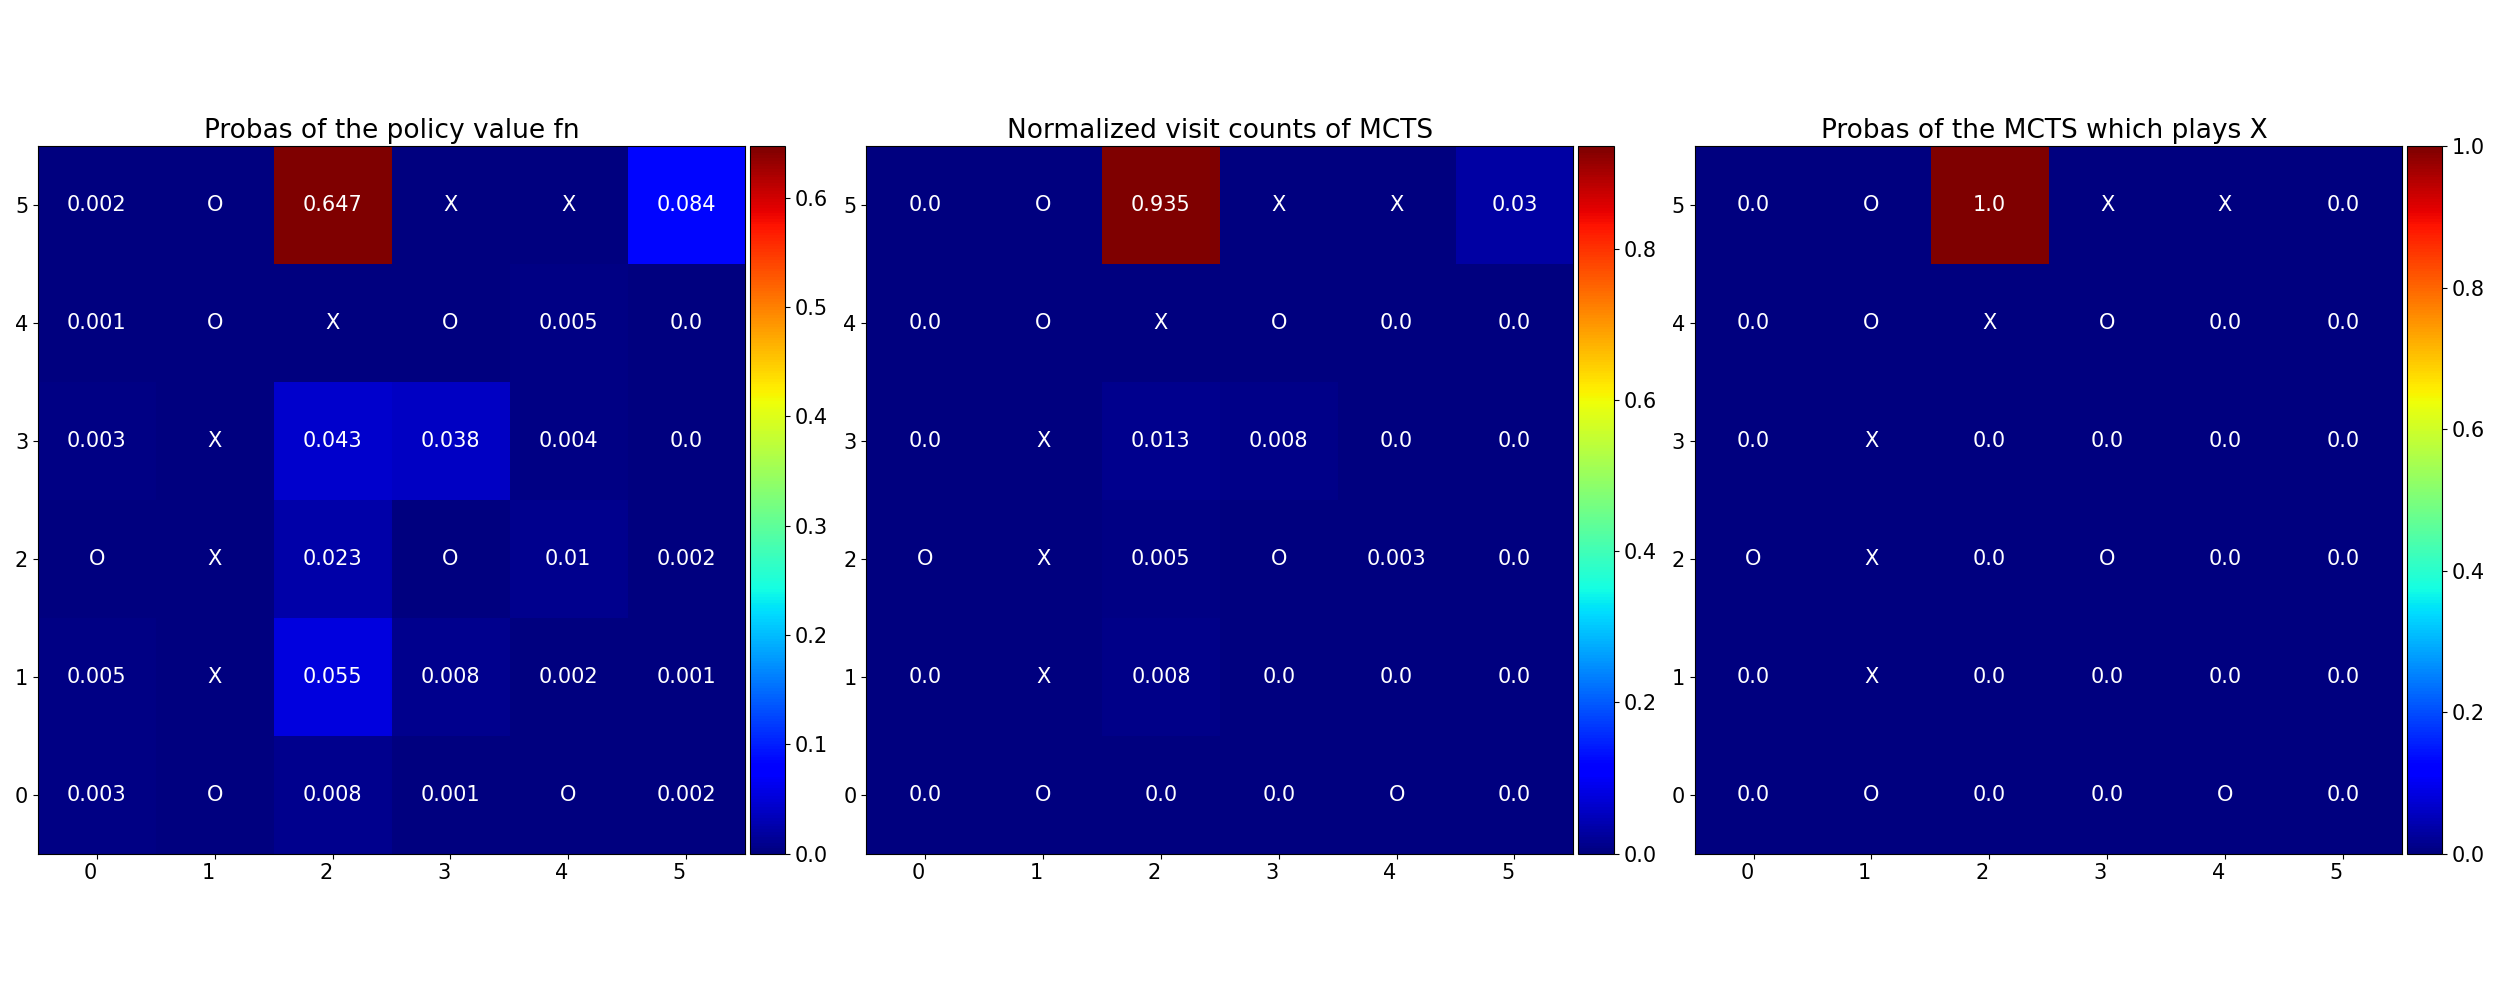 Probas of the policy value fn Normalized visit counts of MCTS Probas of the MCTS which plays X
1.0
5 0.002 O 0.647 X X 0.084 0.6 5 0.0 O 0.935 X X 0.03 5 0.0 O 1.0 X X 0.0
0.8 0.8
4 0.001 O X O 0.005 0.0 0.5 4 0.0 O X O 0.0 0.0 4 0.0 O X O 0.0 0.0
0.4 0.6 0.6
3 0.003 X 0.043 0.038 0.004 0.0 3 0.0 X 0.013 0.008 0.0 0.0 3 0.0 X 0.0 0.0 0.0 0.0
0.3 0.4 0.4
2 O X 0.023 O 0.01 0.002 2 O X 0.005 O 0.003 0.0 2 O X 0.0 O 0.0 0.0
0.2
1 0.005 X 0.055 0.008 0.002 0.001 1 0.0 X 0.008 0.0 0.0 0.0 1 0.0 X 0.0 0.0 0.0 0.0
0.1 0.2 0.2
0 0.003 O 0.008 0.001 O 0.002 0 0.0 O 0.0 0.0 O 0.0 0 0.0 O 0.0 0.0 O 0.0
0.0 0.0 0.0
0 1 2 3 4 5 0 1 2 3 4 5 0 1 2 3 4 5